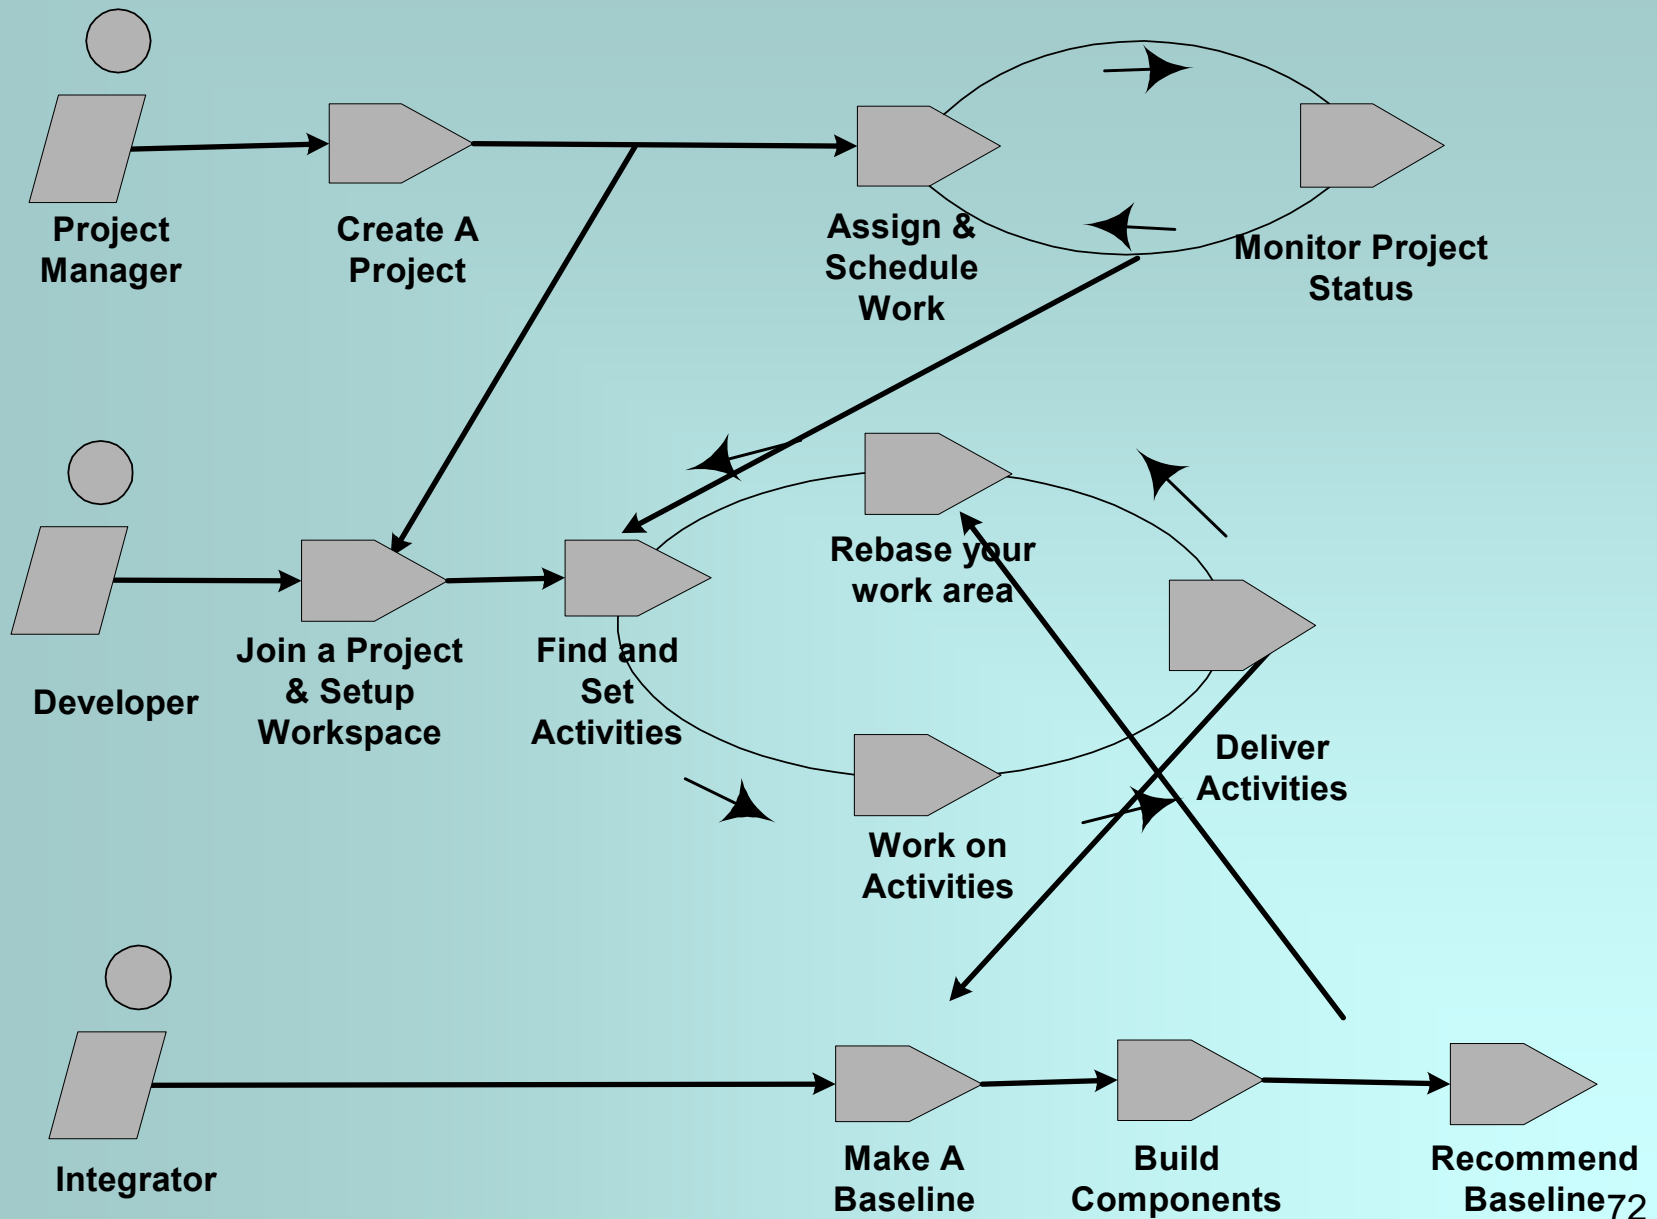 Project
Manager
Create A
Project
Assign &
Schedule
Work
Monitor Project
Status
Developer
Join a Project
& Setup
Workspace
Find and
Set
Activities
Rebase your
work area
Work on
Activities
Deliver
Activities
Integrator
Make A
Baseline
Build
Components
Recommend
Baseline
72